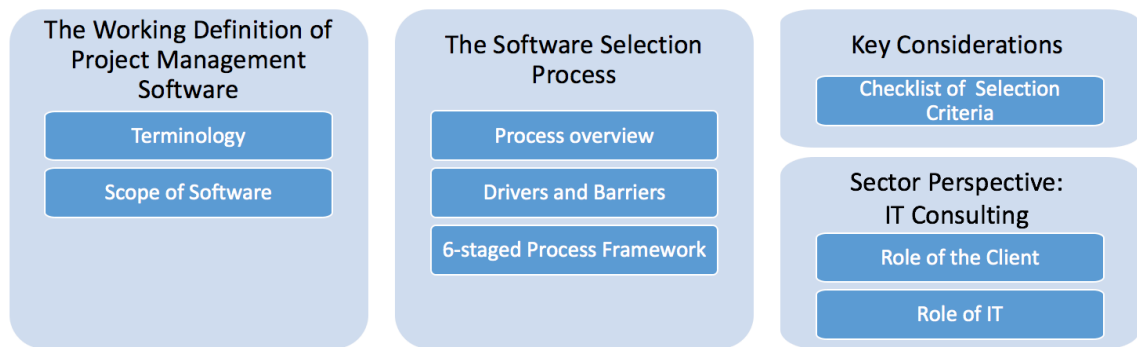 The Working Definition of
Project Management
Software
Terminology
Scope of Software
The Software Selection
Process
Process overview
Drivers and Barriers
6-staged Process Framework
Key Considerations
Checklist of Selection
Criteria
Sector Perspective:
IT Consulting
Role of the Client
Role of IT